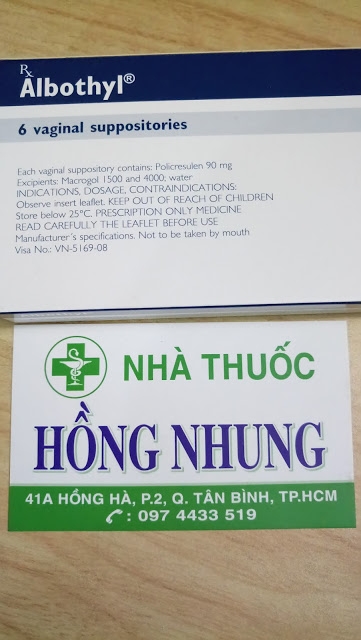 Rx
Albothyl®
6 vaginal suppositories
Each vaginal suppository contains: Policresulen 90 mg
Excipients: Macrogol 1500 and 4000; water
INDICATIONS, DOSAGE, CONTRAINDICATIONS:
Observe insert leaflet. KEEP OUT OF REACH OF CHILDREN
Store below 25°C. PRESCRIPTION ONLY MEDICINE
READ CAREFULLY THE LEAFLET BEFORE USE
Manufacturer's specifications. Not to be taken by mouth
Visa No.: VN-5169-08
NHÀ THUỐC
HỒNG NHUNG
41A HỒNG HÀ, P.2, Q. TÂN BÌNH, TP.HCM
: 097 4433 519